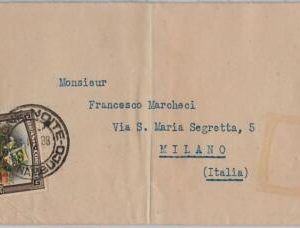 Monsieur
Francesco Marcheci
Via S. Maria Segretta, 5
MILANO
(Italia)